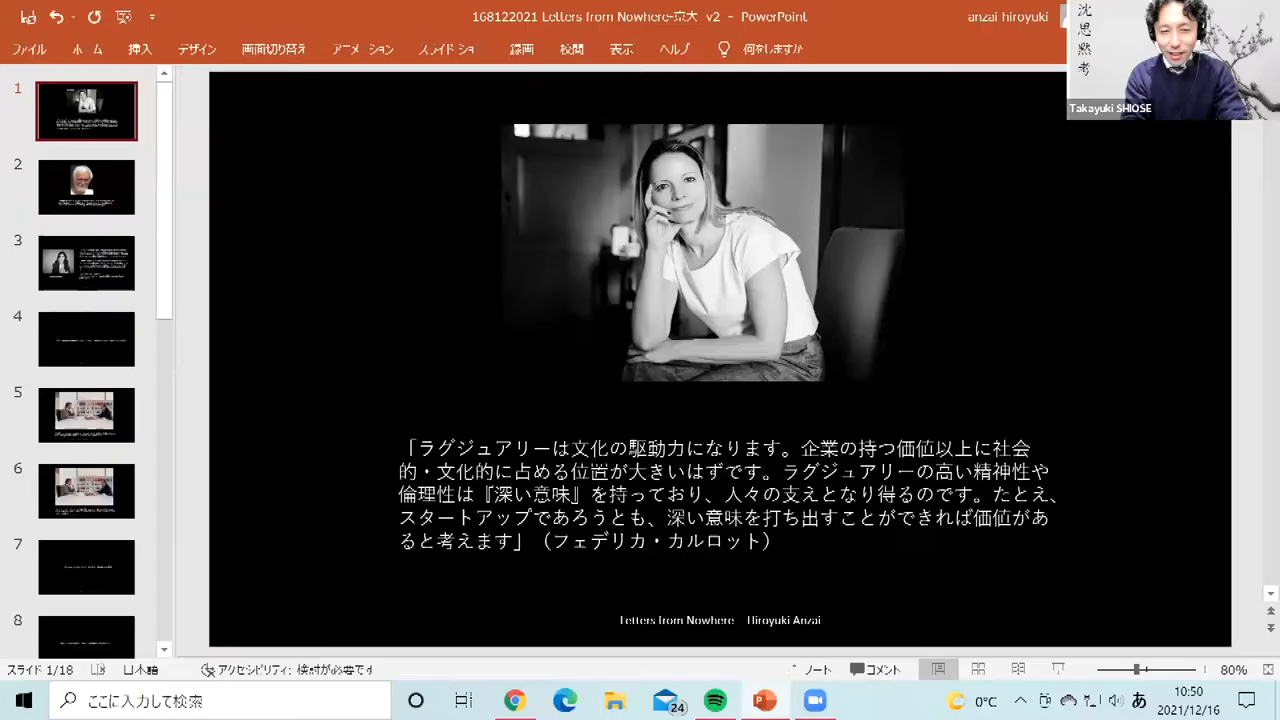 168122021 Letters from Nowhere-東大 v2 - PowerPoint
anzai hiroyuki
ファイル ホーム 挿入 デザイン 画面切り替え アニメーション スライド ショ 録画 校閲 表示 ヘルプ 何をしますか
沈思黙考
Takayuki SHIOSE
1
2
3
4
5
6
7
8
「ラグジュアリーは文化の駆動力になります。企業の持つ価値以上に社会
的・文化的に占める位置が大きいはずです。ラグジュアリーの高い精神性や
倫理性は『深い意味』を持っており、人々の支えとなり得るのです。たとえ、
スタートアップであろうとも、深い意味を打ち出すことができれば価値があ
ると考えます」（フェデリカ・カルロット）
Letters from Nowhere Hiroyuki Anzai
スライド 1/18 日本語 アクセシビリティ: 検討が必要です ノート コメント 80%
ここに入力して検索 24 0℃ あ 10:50
2021/12/16